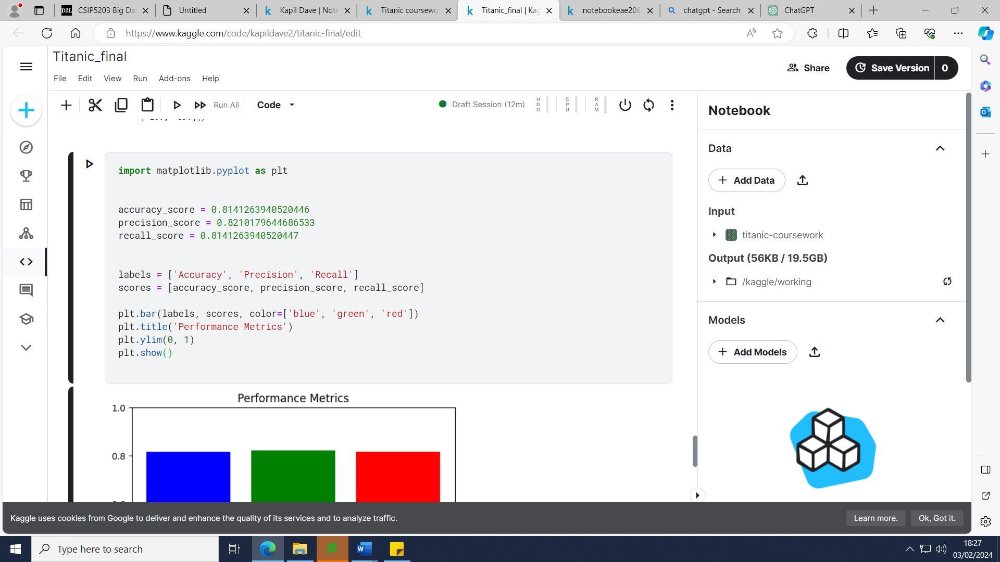 CSIP5203 Big Da
Untitled
Kapil Dave | Note
Titanic coursewo
Titanic_final | Kag
notebookeae206
chatgpt - Search
ChatGPT
https://www.kaggle.com/code/kapildave2/titanic-final/edit
Titanic_final
File Edit View Run Add-ons Help
Share
Save Version 0
Run All
Code
Draft Session (12m)
HDD
CPU
RAM
import matplotlib.pyplot as plt
accuracy_score = 0.8141263940520446
precision_score = 0.8210179644686533
recall_score = 0.8141263940520447
labels = ['Accuracy', 'Precision', 'Recall']
scores = [accuracy_score, precision_score, recall_score]
plt.bar(labels, scores, color=['blue', 'green', 'red'])
plt.title('Performance Metrics')
plt.ylim(0, 1)
plt.show()
Performance Metrics
1.0
0.8
Notebook
Data
Add Data
Input
titanic-coursework
Output (56KB / 19.5GB)
/kaggle/working
Models
Add Models
Kaggle uses cookies from Google to deliver and enhance the quality of its services and to analyze traffic.
Learn more.
Ok, Got it.
Type here to search
18:27
03/02/2024